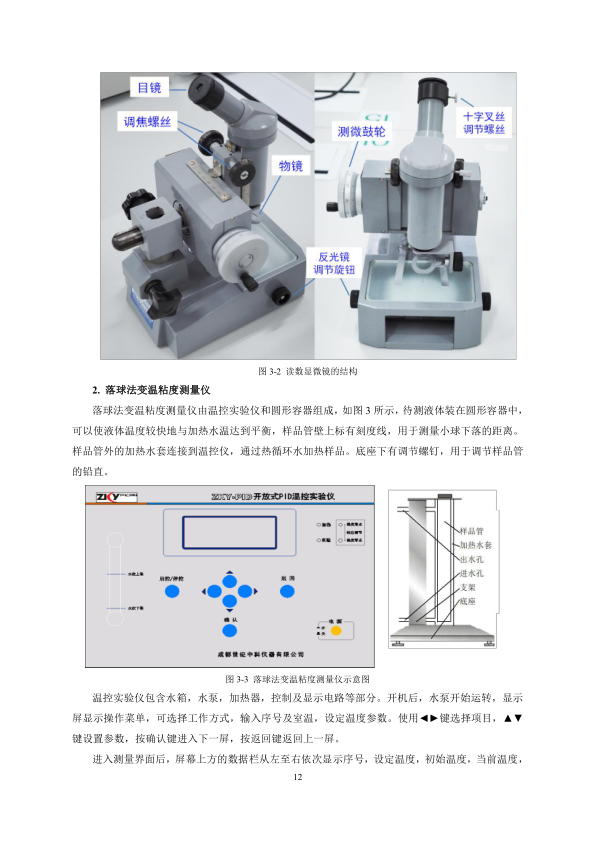 目镜
调焦螺丝
物镜
测微鼓轮
十字叉丝
调节螺丝
反光镜
调节旋钮
图 3-2 读数显微镜的结构
2. 落球法变温粘度测量仪
落球法变温粘度测量仪由温控实验仪和圆形容器组成，如图 3 所示，待测液体装在圆形容器中，
可以使液体温度较快地与加热水温达到平衡，样品管壁上标有刻度线，用于测量小球下落的距离。
样品管外的加热水套连接到温控仪，通过热循环水加热样品。底座下有调节螺钉，用于调节样品管
的铅直。
ZKY
ZKY-PID 开放式PID温控实验仪
加热
水位上限
水位下限
启控/停控
返 回
确 认
电 源
成都世纪中科仪器有限公司
样品管
加热水套
出水孔
进水孔
支架
底座
图 3-3 落球法变温粘度测量仪示意图
温控实验仪包含水箱，水泵，加热器，控制及显示电路等部分。开机后，水泵开始运转，显示
屏显示操作菜单，可选择工作方式，输入序号及室温，设定温度参数。使用◄►键选择项目，▲▼
键设置参数，按确认键进入下一屏，按返回键返回上一屏。
进入测量界面后，屏幕上方的数据栏从左至右依次显示序号，设定温度，初始温度，当前温度，
12